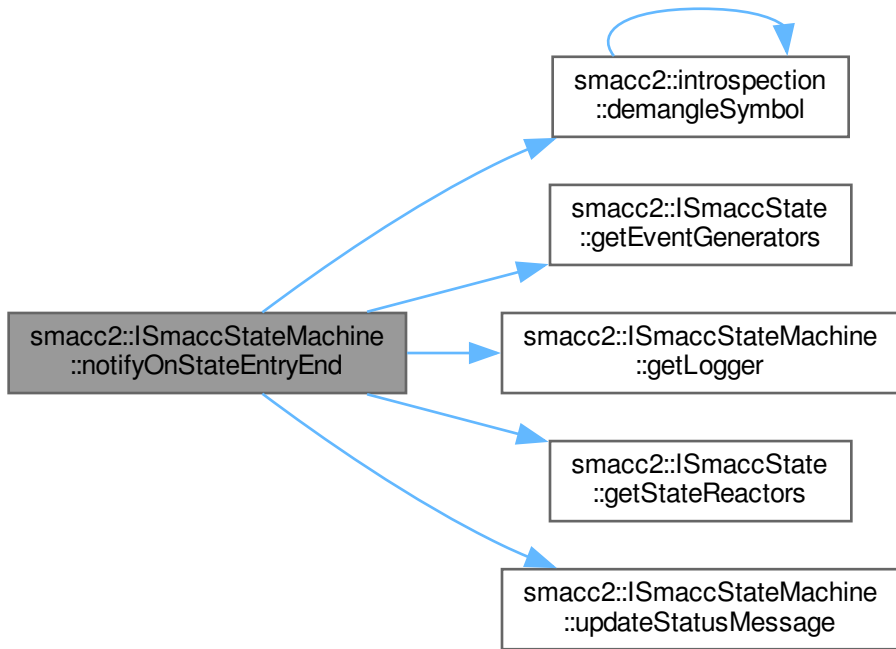 smacc2::introspection
::demangleSymbol
smacc2::ISmaccState
::getEventGenerators
smacc2::ISmaccStateMachine
::notifyOnStateEntryEnd
smacc2::ISmaccStateMachine
::getLogger
smacc2::ISmaccState
::getStateReactors
smacc2::ISmaccStateMachine
::updateStatusMessage